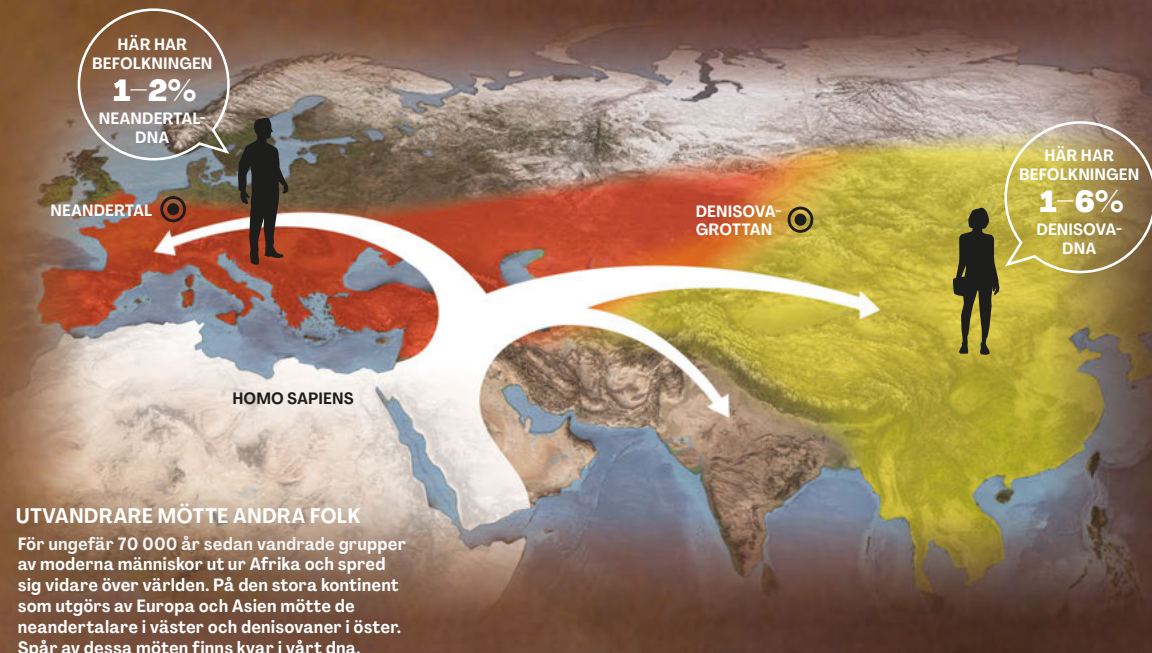 HÄR HAR
BEFOLKNINGEN
1–2%
NEANDERTAL-
DNA
HÄR HAR
BEFOLKNINGEN
1–6%
DENISOVA-
DNA
NEANDERTAL
DENISOVA-
GROTTAN
HOMO SAPIENS
UTVANDRARE MÖTTE ANDRA FOLK
För ungefär 70 000 år sedan vandrade grupper
av moderna människor ut ur Afrika och spred
sig vidare över världen. På den stora kontinent
som utgörs av Europa och Asien mötte de
neandertalare i väster och denisovaner i öster.
Spår av dessa möten finns kvar i vårt dna.